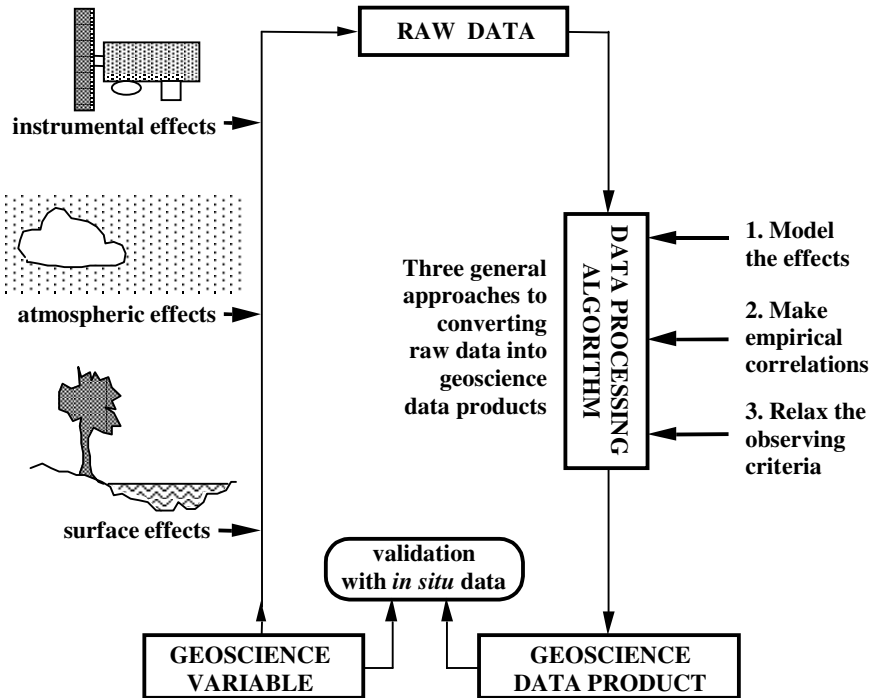 RAW DATA
instrumental effects
atmospheric effects
surface effects
Three general
approaches to
converting
raw data into
geoscience
data products
DATA PROCESSING
ALGORITHM
1. Model
the effects
2. Make
empirical
correlations
3. Relax the
observing
criteria
validation
with in situ data
GEOSCIENCE
VARIABLE
GEOSCIENCE
DATA PRODUCT